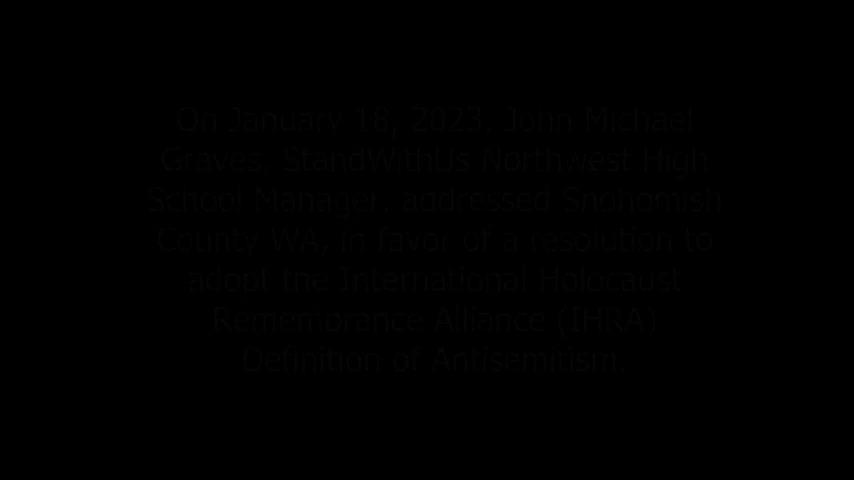 On January 18, 2023, John Michael
Graves, StandWithUs Northwest High
School Manager, addressed Snohomish
County WA, in favor of a resolution to
adopt the International Holocaust
Remembrance Alliance (IHRA)
Definition of Antisemitism.